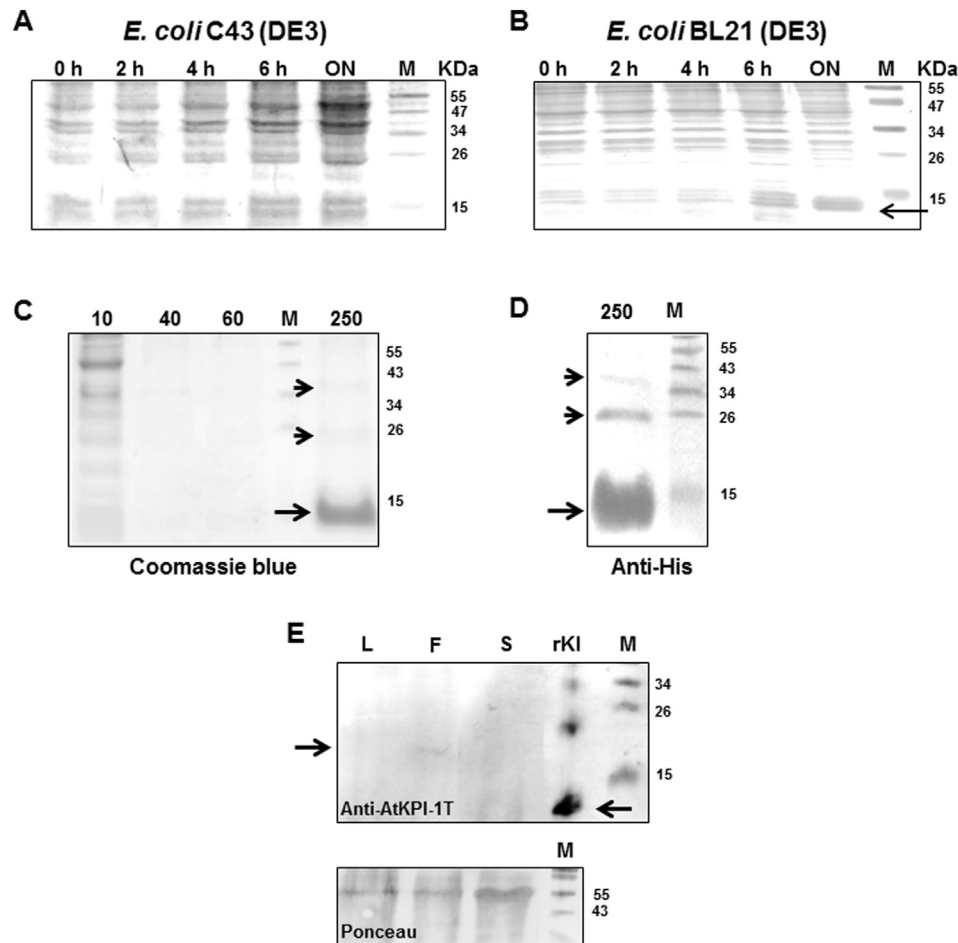 A E. coli C43 (DE3)
0 h 2 h 4 h 6 h ON M KDa
55
47
34
26
15
B E. coli BL21 (DE3)
0 h 2 h 4 h 6 h ON M KDa
55
47
34
26
15
C 10 40 60 M 250
55
43
34
26
15
Coomassie blue
D 250 M
55
43
34
26
15
Anti-His
E L F S rKI M
34
26
15
Anti-AtKPI-1T
M
55
43
Ponceau